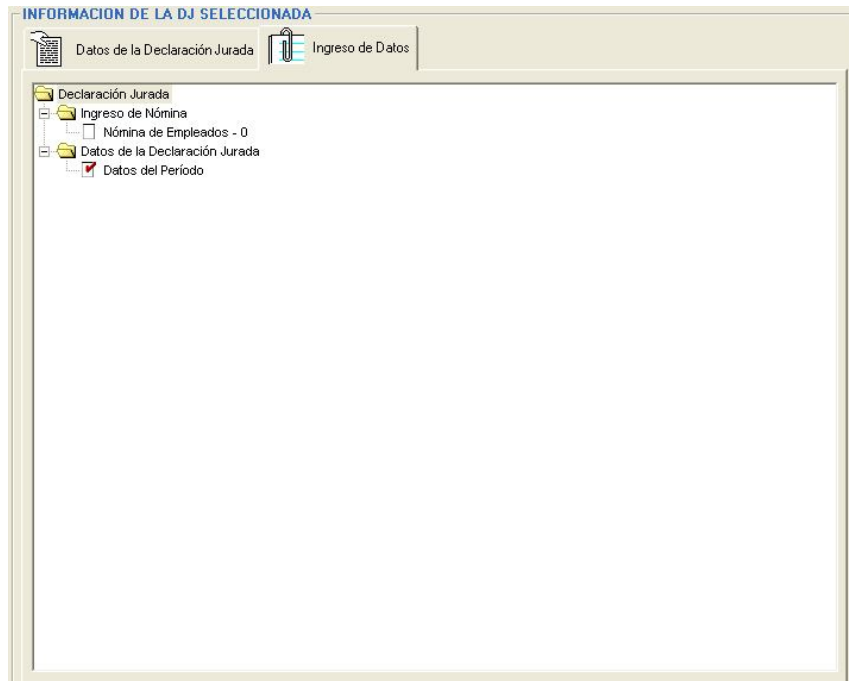 INFORMACION DE LA DJ SELECCIONADA
Datos de la Declaración Jurada
Ingreso de Datos
Declaración Jurada
Ingreso de Nómina
Nómina de Empleados - 0
Datos de la Declaración Jurada
Datos del Período